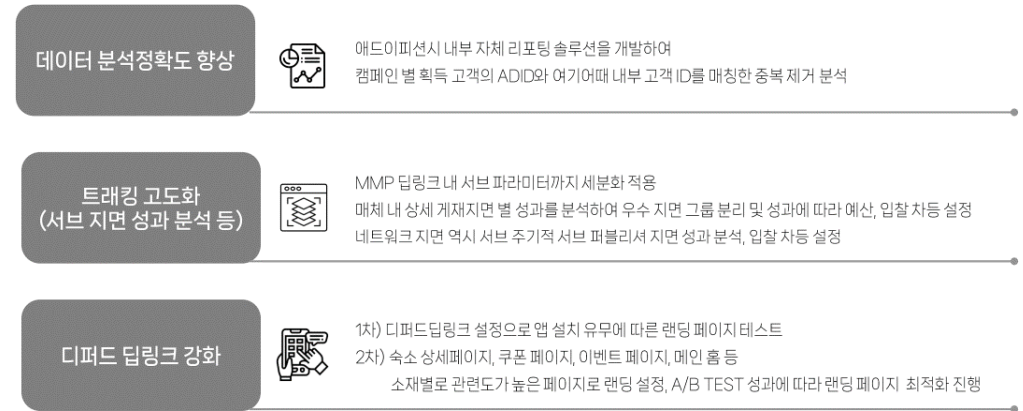 데이터 분석정확도 향상
애드이피션시 내부 자체 리포팅 솔루션을 개발하여
캠페인 별 획득 고객의 ADID와 여기어때 내부 고객 ID를 매칭한 중복 제거 분석
트래킹 고도화
(서브 지면 성과 분석 등)
MMP 딥링크 내 서브 파라미터까지 세분화 적용
매체 내 상세 게재지면 별 성과를 분석하여 우수 지면 그룹 분리 및 성과에 따라 예산, 입찰 차등 설정
네트워크 지면 역시 서브 주기적 서브 퍼블리셔 지면 성과 분석, 입찰 차등 설정
디퍼드 딥링크 강화
1차) 디퍼드딥링크 설정으로 앱 설치 유무에 따른 랜딩 페이지 테스트
2차) 숙소 상세페이지, 쿠폰 페이지, 이벤트 페이지, 메인 홈 등
소재별로 관련도가 높은 페이지로 랜딩 설정, A/B TEST 성과에 따라 랜딩 페이지 최적화 진행